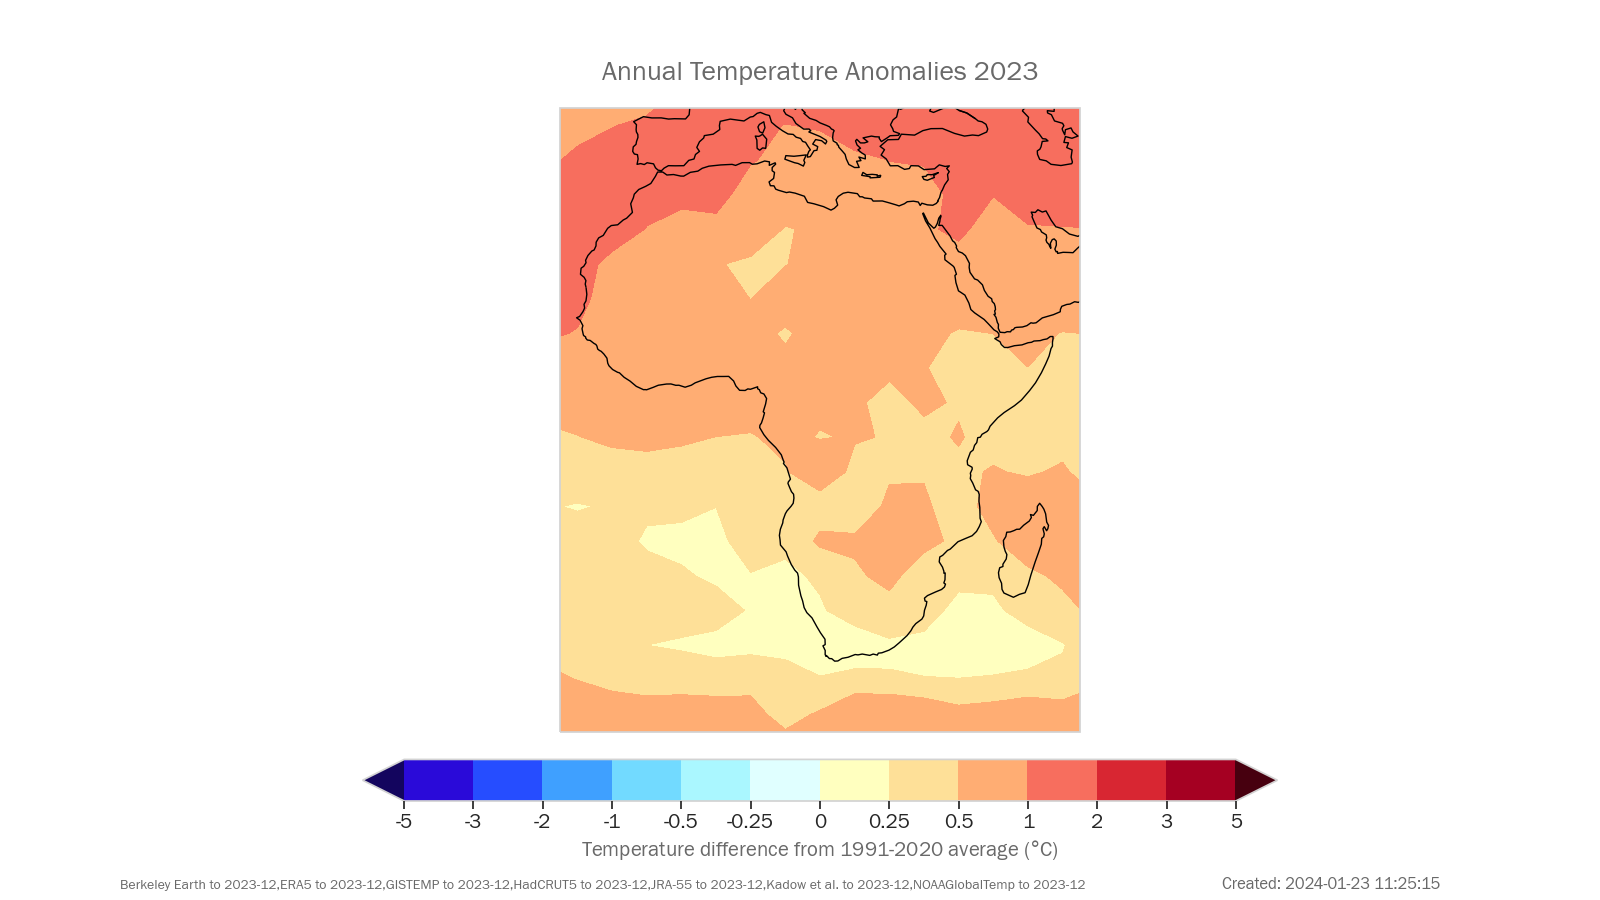 Annual Temperature Anomalies 2023
-5 -3 -2 -1 -0.5 -0.25 0 0.25 0.5 1 2 3 5
Temperature difference from 1991-2020 average (°C)
Berkeley Earth to 2023-12,ERA5 to 2023-12,GISTEMP to 2023-12,HadCRUT5 to 2023-12,JRA-55 to 2023-12,Kadow et al. to 2023-12,NOAAGlobalTemp to 2023-12
Created: 2024-01-23 11:25:15